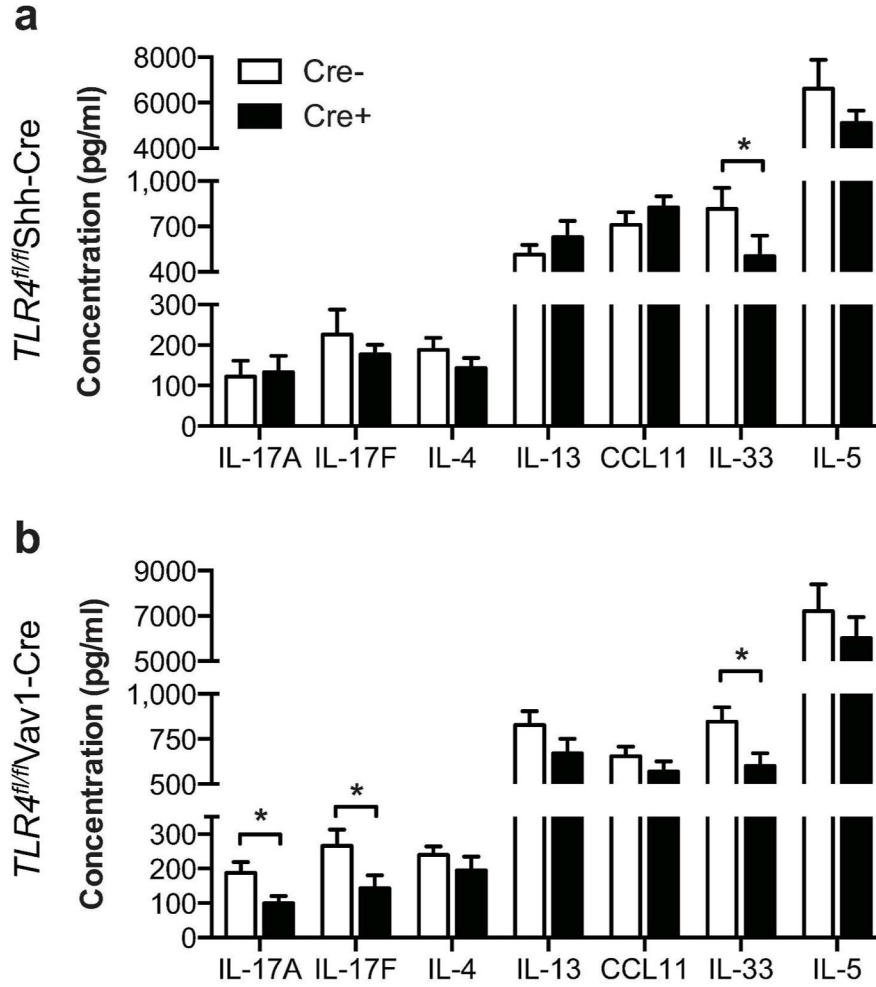 a
TLR4fl/flShh-Cre
Concentration (pg/ml)
8000
6000
4000
1,000
700
400
300
200
100
0
Cre-
Cre+
*
IL-17A IL-17F IL-4 IL-13 CCL11 IL-33 IL-5
b
TLR4fl/flVav1-Cre
Concentration (pg/ml)
9000
7000
5000
1,000
750
500
300
200
100
0
*
*
*
IL-17A IL-17F IL-4 IL-13 CCL11 IL-33 IL-5